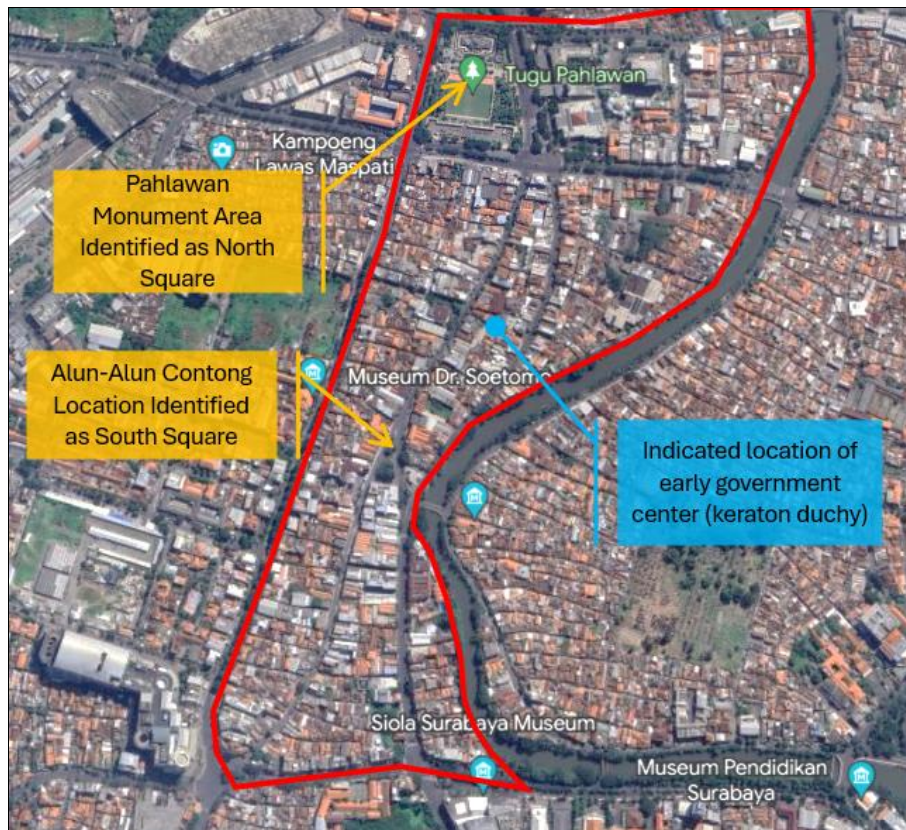 Tugu Pahlawan
Kampoeng
Lawas Maspati
Pahlawan
Monument Area
Identified as North
Square
Alun-Alun Contong
Location Identified
as South Square
Museum Dr. Soetomo
Indicated location of
early government
center (keraton duchy)
Siola Surabaya Museum
Museum Pendidikan
Surabaya